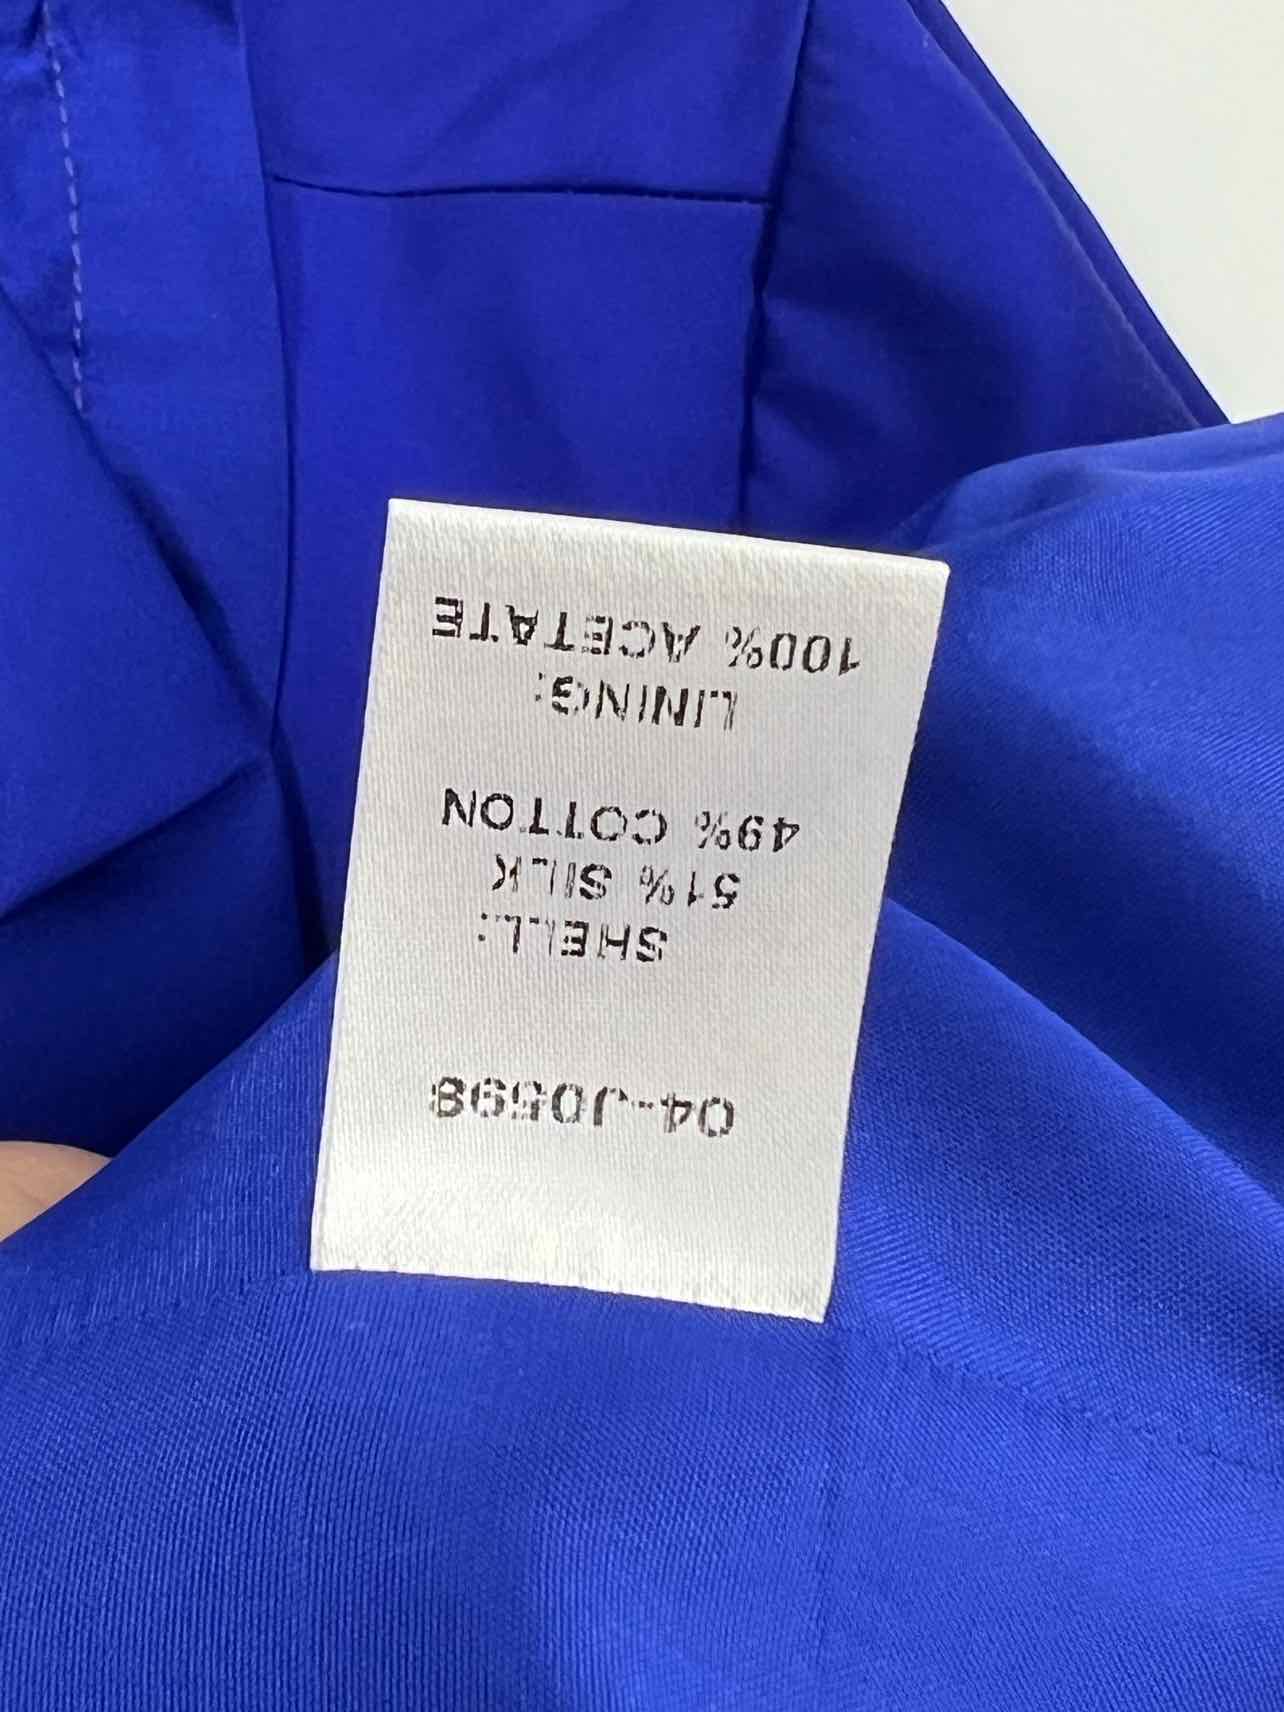 04-J0598
SHELL:
51% SILK
49% COTTON
LINING:
100% ACETATE